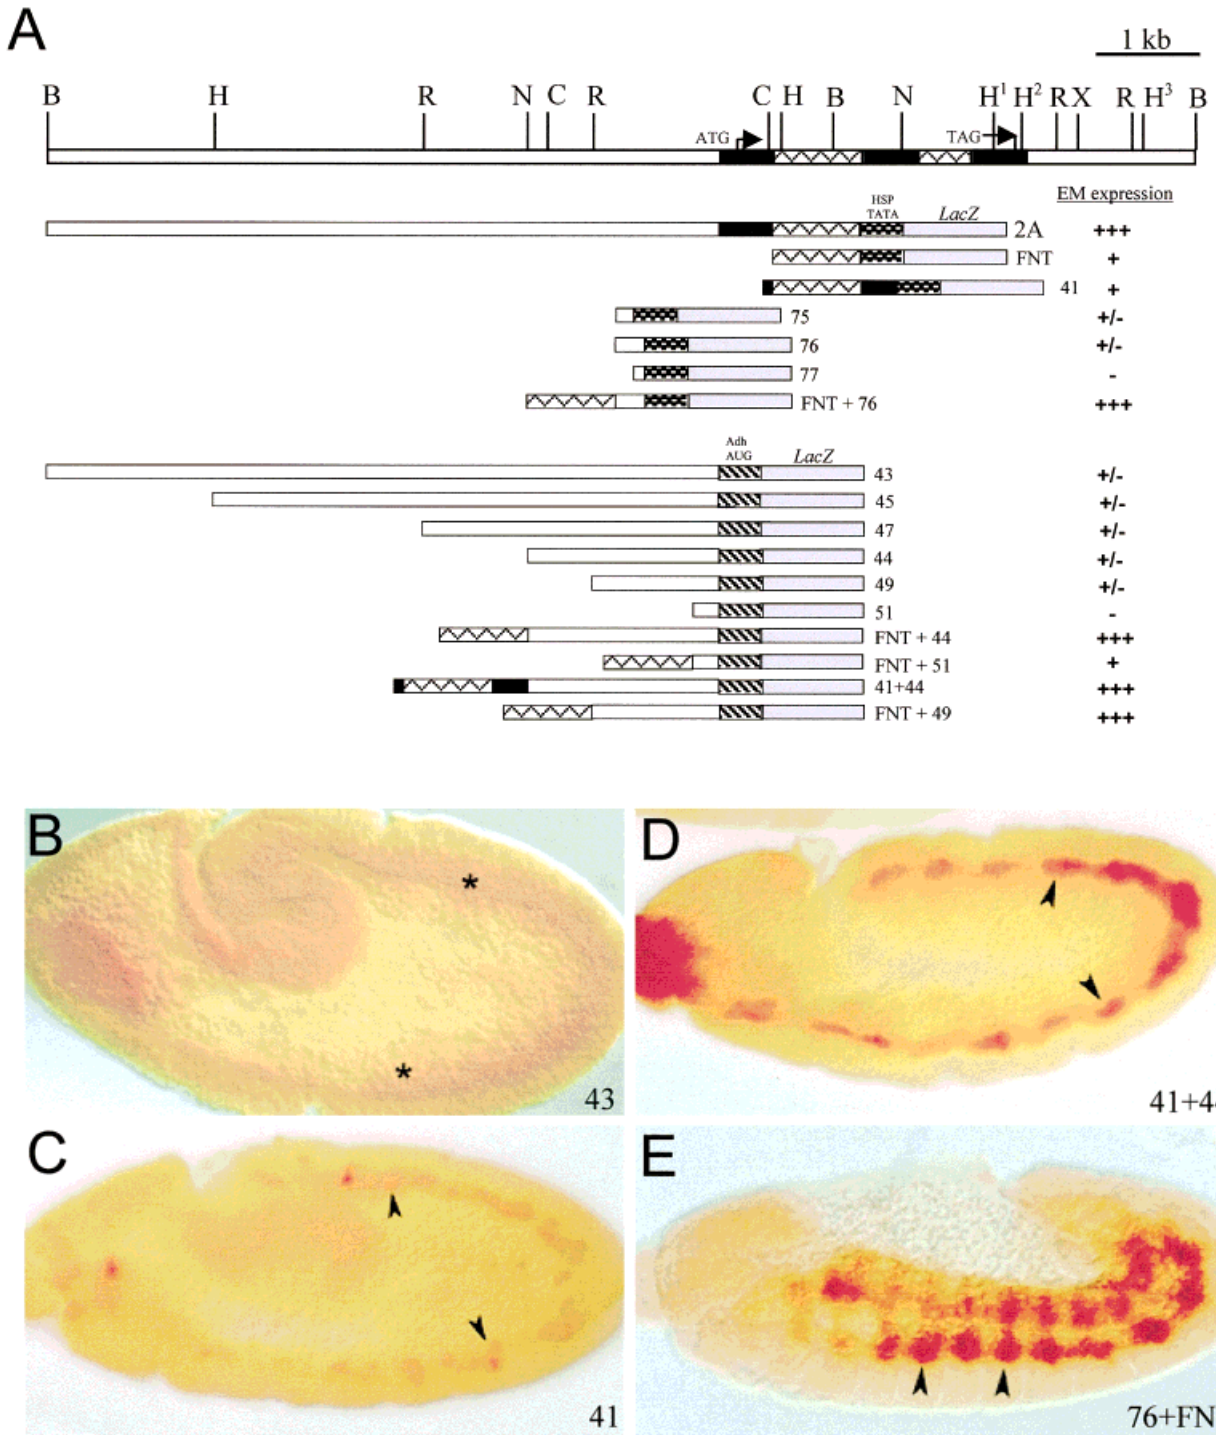 A
1 kb
B H R N C R C H B N H¹ H² R X R H³ B
ATG TAG
EM expression
HSP
TATA LacZ
2A +++
FNT +
41 +
75 +/-
76 +/-
77 -
FNT + 76 +++
Adh
AUG LacZ
43 +/-
45 +/-
47 +/-
44 +/-
49 +/-
51 -
FNT + 44 +++
FNT + 51 +
41+44 +++
FNT + 49 +++
B
*
*
43
D
41+4
C
41
E
76+FN